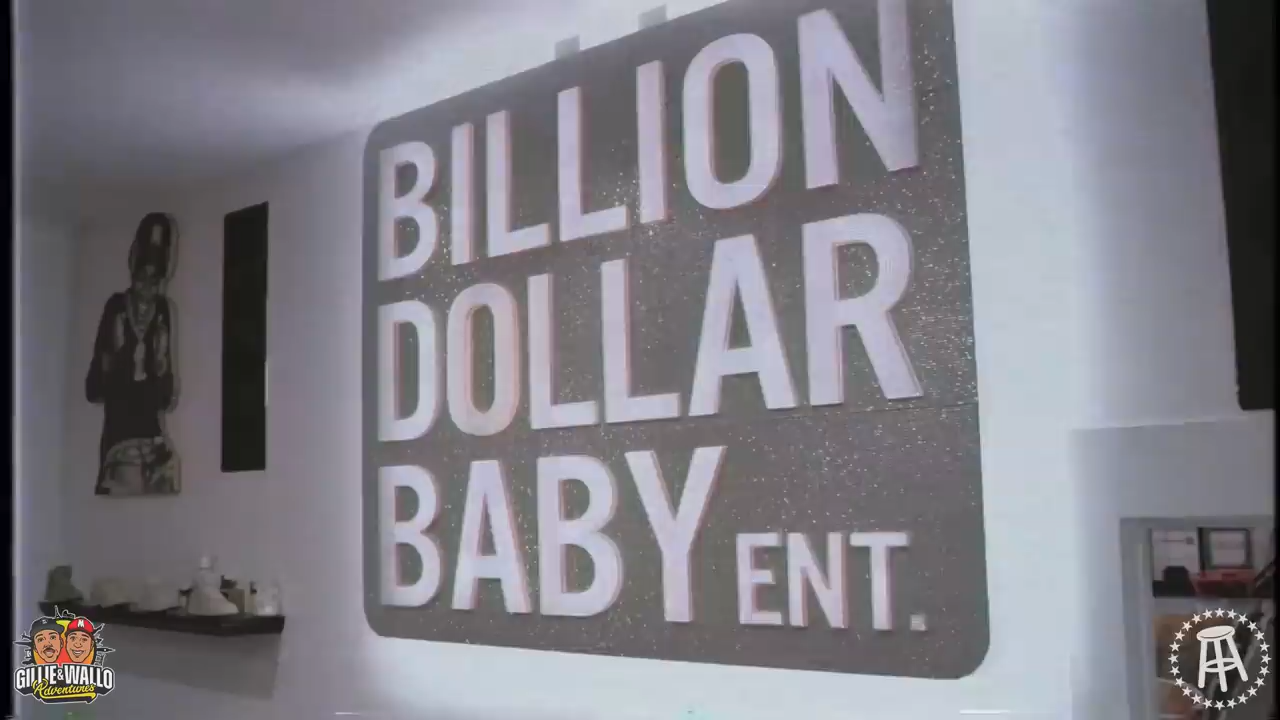 BILLION
DOLLAR
BABY ENT.
GILLIE & WALLO
Adventures